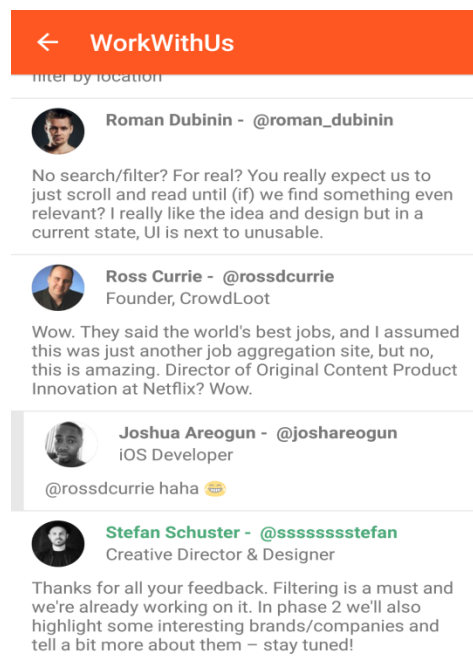 WorkWithUs
filter by location
Roman Dubinin - @roman_dubinin
No search/filter? For real? You really expect us to
just scroll and read until (if) we find something even
relevant? I really like the idea and design but in a
current state, UI is next to unusable.
Ross Currie - @rossdcurrie
Founder, CrowdLoot
Wow. They said the world's best jobs, and I assumed
this was just another job aggregation site, but no,
this is amazing. Director of Original Content Product
Innovation at Netflix? Wow.
Joshua Areogun - @joshareogun
iOS Developer
@rossdcurrie haha 😁
Stefan Schuster - @sssssssstefan
Creative Director & Designer
Thanks for all your feedback. Filtering is a must and
we're already working on it. In phase 2 we'll also
highlight some interesting brands/companies and
tell a bit more about them – stay tuned!